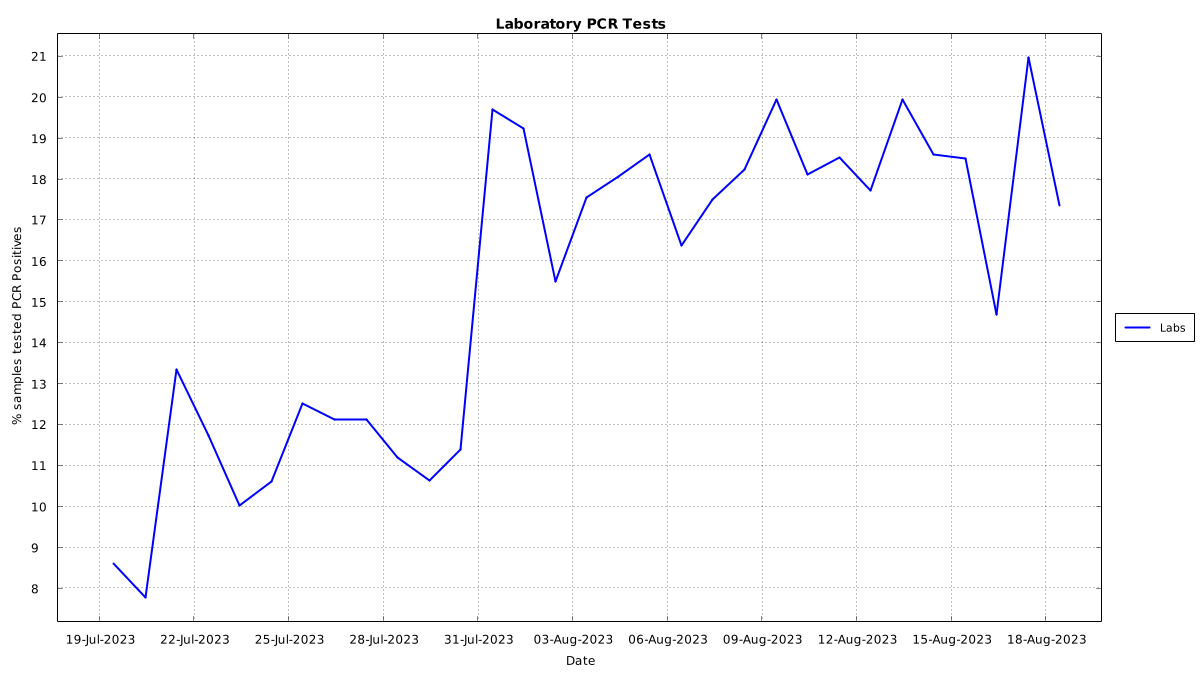 Laboratory PCR Tests
% samples tested PCR Positives
21
20
19
18
17
16
15
14
13
12
11
10
9
8
19-Jul-2023 22-Jul-2023 25-Jul-2023 28-Jul-2023 31-Jul-2023 03-Aug-2023 06-Aug-2023 09-Aug-2023 12-Aug-2023 15-Aug-2023 18-Aug-2023
Date
Labs